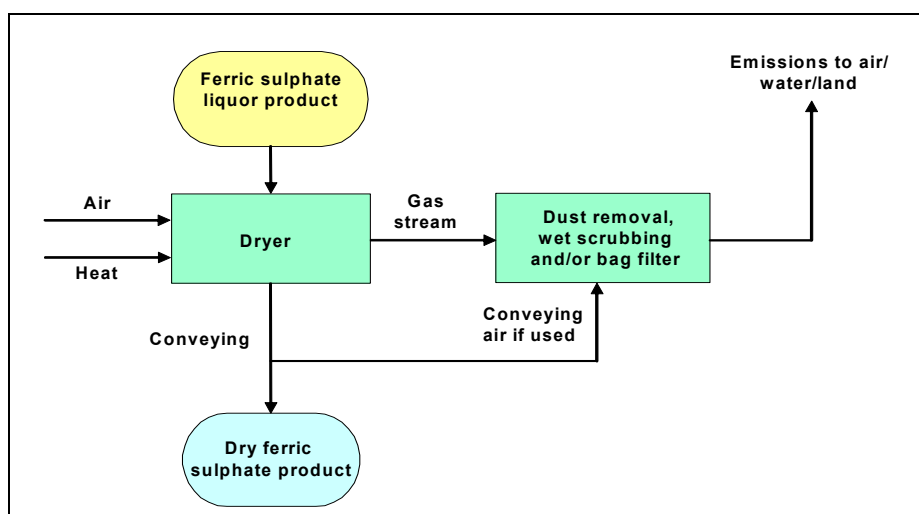 Ferric sulphate
liquor product
Emissions to air/
water/land
Air
Heat
Dryer
Gas
stream
Dust removal,
wet scrubbing
and/or bag filter
Conveying
Conveying
air if used
Dry ferric
sulphate product